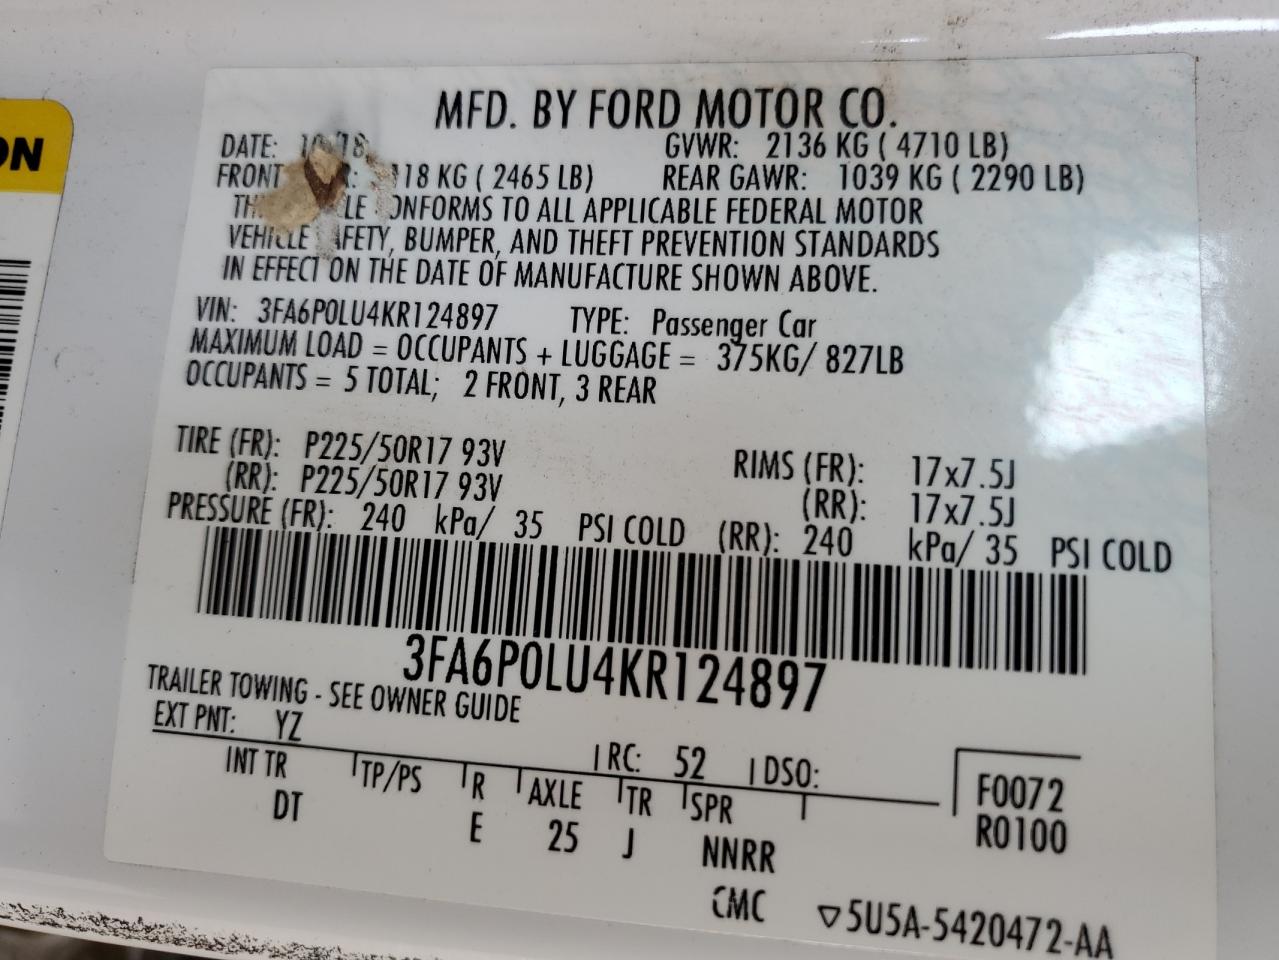 ON
MFD. BY FORD MOTOR CO.
DATE: 10/18 GVWR: 2136 KG ( 4710 LB)
FRONT 118 KG ( 2465 LB) REAR GAWR: 1039 KG ( 2290 LB)
CONFORMS TO ALL APPLICABLE FEDERAL MOTOR
VEHICLE SAFETY, BUMPER, AND THEFT PREVENTION STANDARDS
IN EFFECT ON THE DATE OF MANUFACTURE SHOWN ABOVE.
VIN: 3FA6P0LU4KR124897 TYPE: Passenger Car
MAXIMUM LOAD = OCCUPANTS + LUGGAGE = 375KG/ 827LB
OCCUPANTS = 5 TOTAL; 2 FRONT, 3 REAR
TIRE (FR): P225/50R17 93V RIMS (FR): 17x7.5J
(RR): P225/50R17 93V (RR): 17x7.5J
PRESSURE (FR): 240 kPa/ 35 PSI COLD (RR): 240 kPa/ 35 PSI COLD
3FA6P0LU4KR124897
TRAILER TOWING - SEE OWNER GUIDE
EXT PNT: YZ RC: 52 DSO:
INT TR TP/PS R AXLE TR SPR F0072
DT E 25 J NNRR R0100
CMC ▽5U5A-5420472-AA